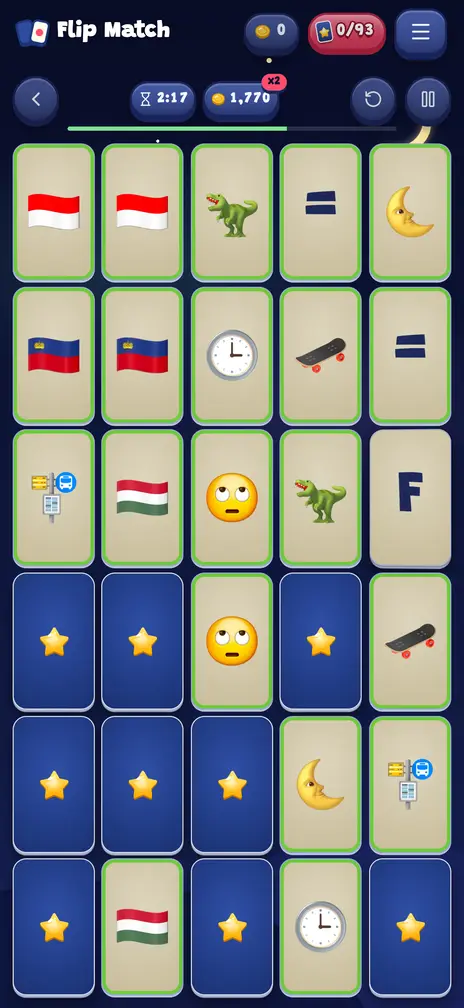 Flip Match
0
0/93
x2
2:17
1,770
=
=
F